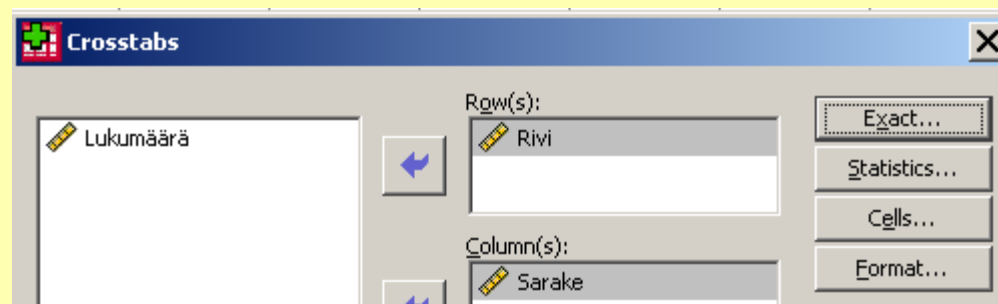 Crosstabs
Row(s):
Lukumäärä
Rivi
Exact...
Statistics...
Cells...
Column(s):
Format...
Sarake